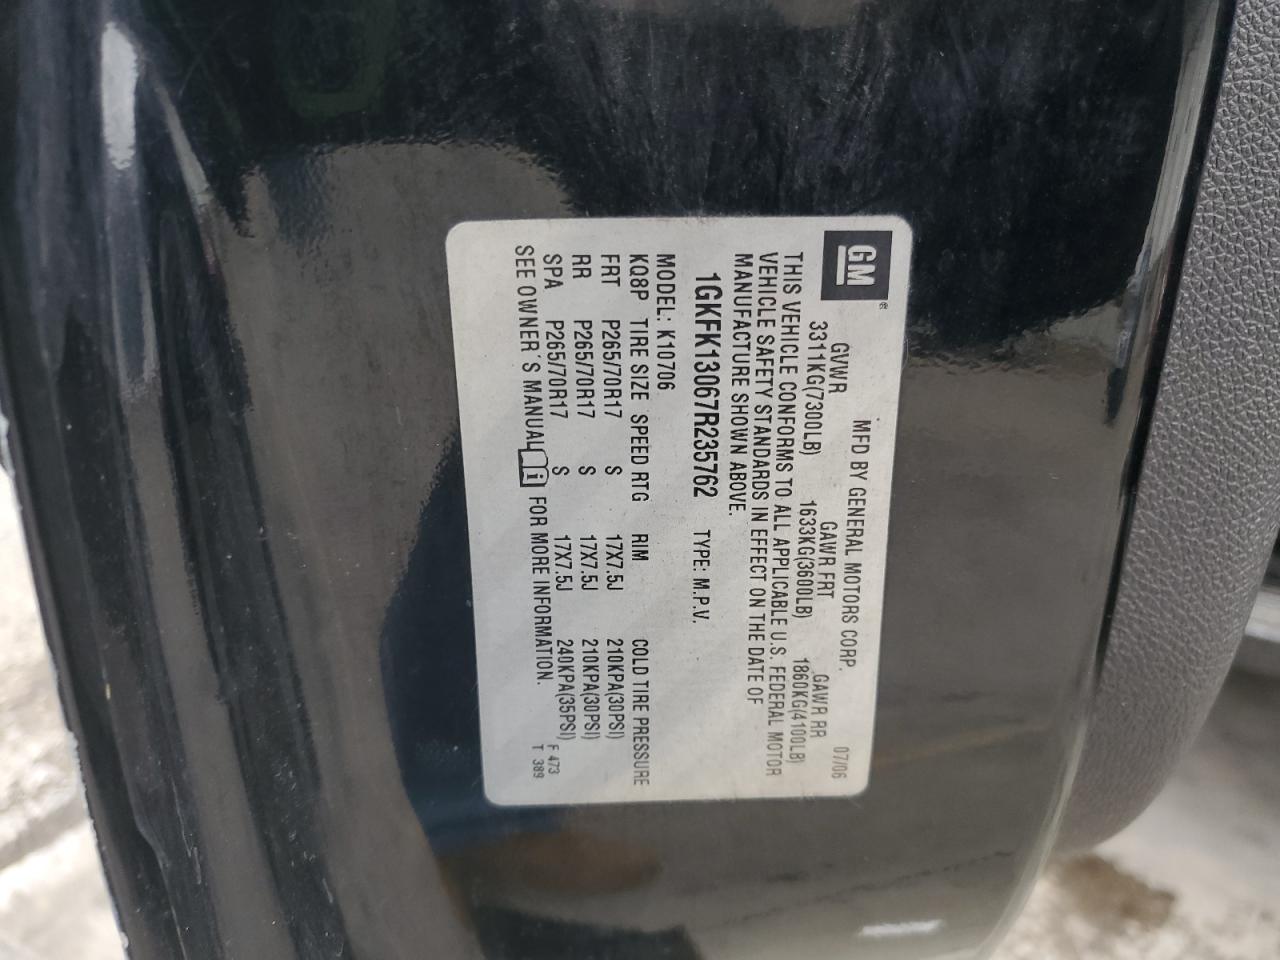 GM ®
MFD BY GENERAL MOTORS CORP. 07/06
GVWR GAWR FRT GAWR RR
3311KG(7300LB) 1633KG(3600LB) 1860KG(4100LB)
THIS VEHICLE CONFORMS TO ALL APPLICABLE U.S. FEDERAL MOTOR
VEHICLE SAFETY STANDARDS IN EFFECT ON THE DATE OF
MANUFACTURE SHOWN ABOVE.
1GKFK13067R235762 TYPE: M.P.V.
MODEL: K10706
KQ8P TIRE SIZE SPEED RTG RIM COLD TIRE PRESSURE
FRT P265/70R17 S 17X7.5J 210KPA(30PSI)
RR P265/70R17 S 17X7.5J 210KPA(30PSI)
SPA P265/70R17 S 17X7.5J 240KPA(35PSI)
SEE OWNER'S MANUAL i FOR MORE INFORMATION.
F 473
T 389